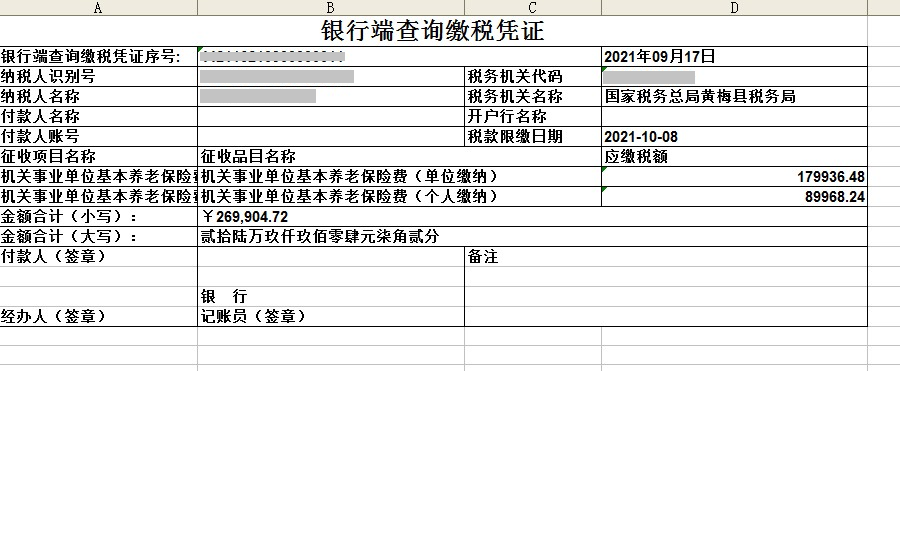 A B C D
银行端查询缴税凭证
银行端查询缴税凭证序号: 2021年09月17日
纳税人识别号 税务机关代码
纳税人名称 税务机关名称 国家税务总局黄梅县税务局
付款人名称 开户行名称
付款人账号 税款限缴日期 2021-10-08
征收项目名称 征收品目名称 应缴税额
机关事业单位基本养老保险 机关事业单位基本养老保险费（单位缴纳） 179936.48
机关事业单位基本养老保险 机关事业单位基本养老保险费（个人缴纳） 89968.24
金额合计（小写）: ￥269,904.72
金额合计（大写）: 贰拾陆万玖仟玖佰零肆元柒角贰分
付款人（签章） 备注
银 行
经办人（签章） 记账员（签章）